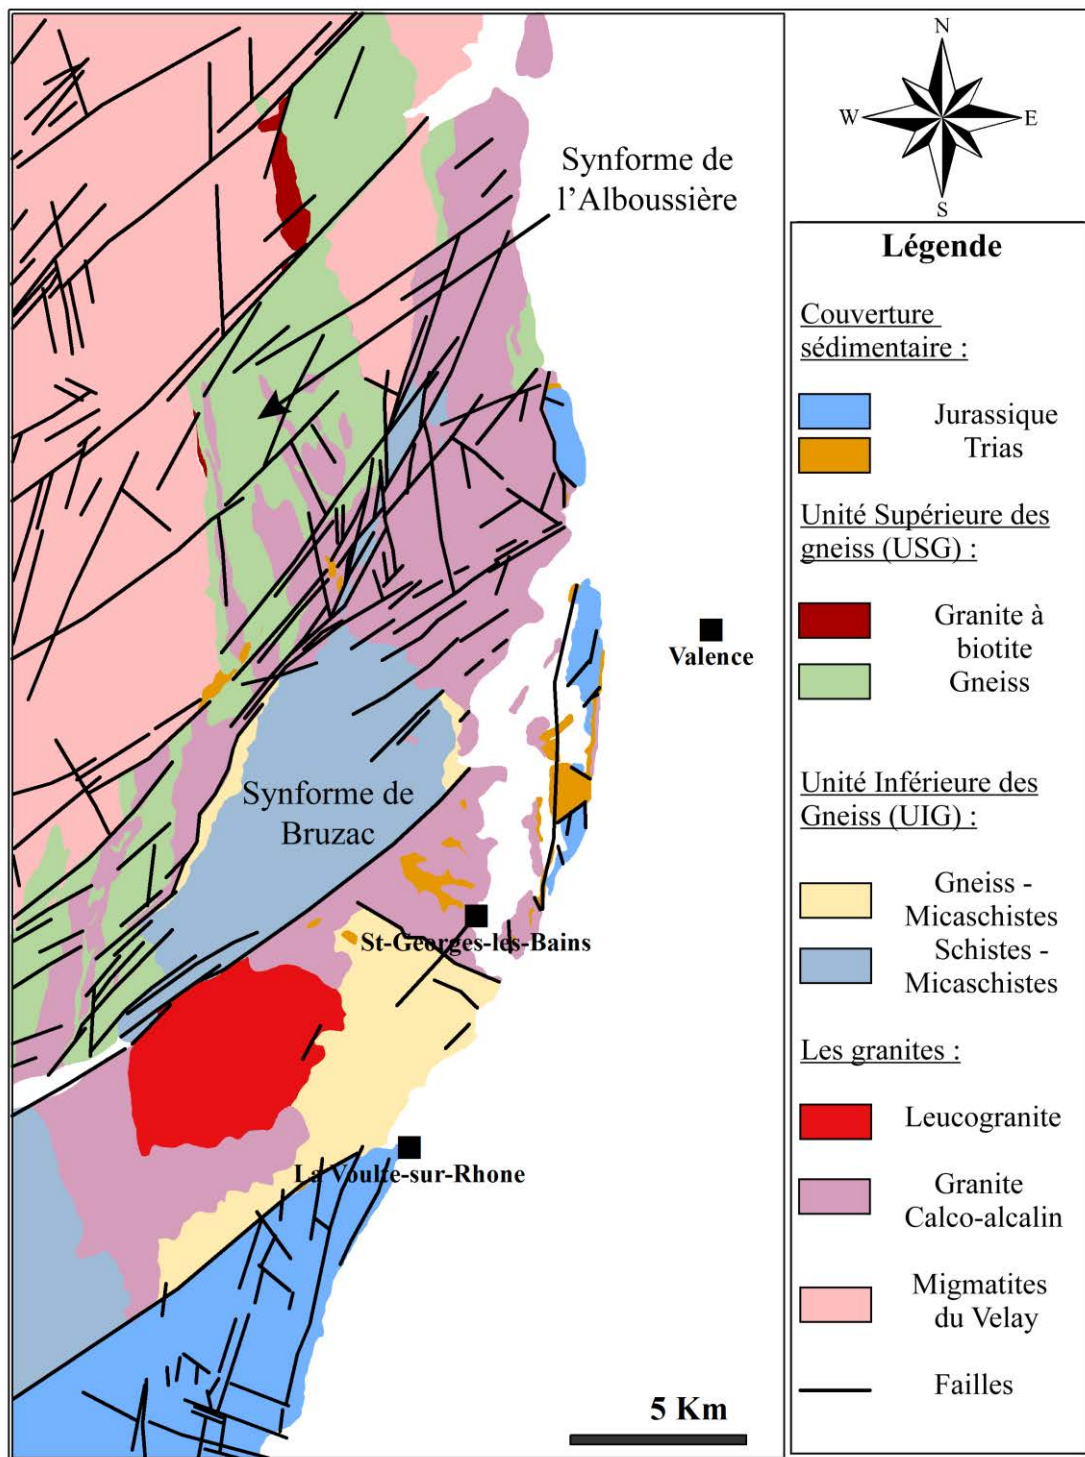 Synforme de
l'Alboussière
Valence
Synforme de
Bruzac
St-Georges-les-Bains
La Voulte-sur-Rhone
5 Km
N
W
E
S
Légende
Couverture
sédimentaire :
Jurassique
Trias
Unité Supérieure des
gneiss (USG) :
Granite à
biotite
Gneiss
Unité Inférieure des
Gneiss (UIG) :
Gneiss -
Micaschistes
Schistes -
Micaschistes
Les granites :
Leucogranite
Granite
Calco-alcalin
Migmatites
du Velay
Failles